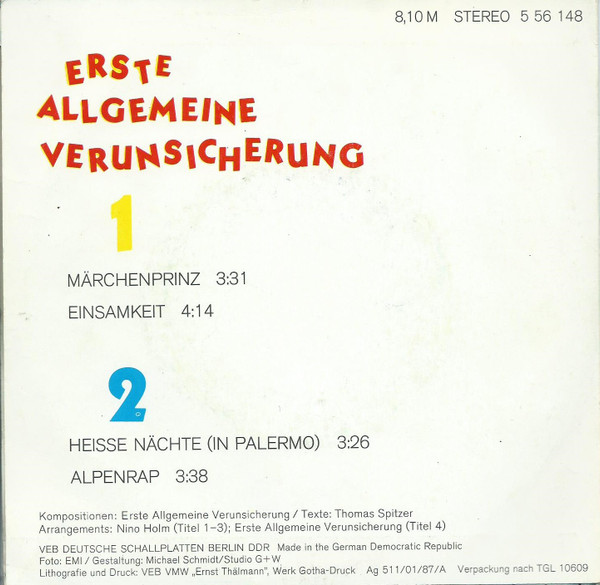 8,10 M STEREO 5 56 148
ERSTE
ALLGEMEINE
VERUNSICHERUNG
1
MÄRCHENPRINZ 3:31
EINSAMKEIT 4:14
2
HEISSE NÄCHTE (IN PALERMO) 3:26
ALPENRAP 3:38
Kompositionen: Erste Allgemeine Verunsicherung / Texte: Thomas Spitzer
Arrangements: Nino Holm (Titel 1–3); Erste Allgemeine Verunsicherung (Titel 4)
VEB DEUTSCHE SCHALLPLATTEN BERLIN DDR Made in the German Democratic Republic
Foto: EMI / Gestaltung: Michael Schmidt/Studio G+W
Lithografie und Druck: VEB VMW „Ernst Thälmann", Werk Gotha-Druck Ag 511/01/87/A Verpackung nach TGL 10609